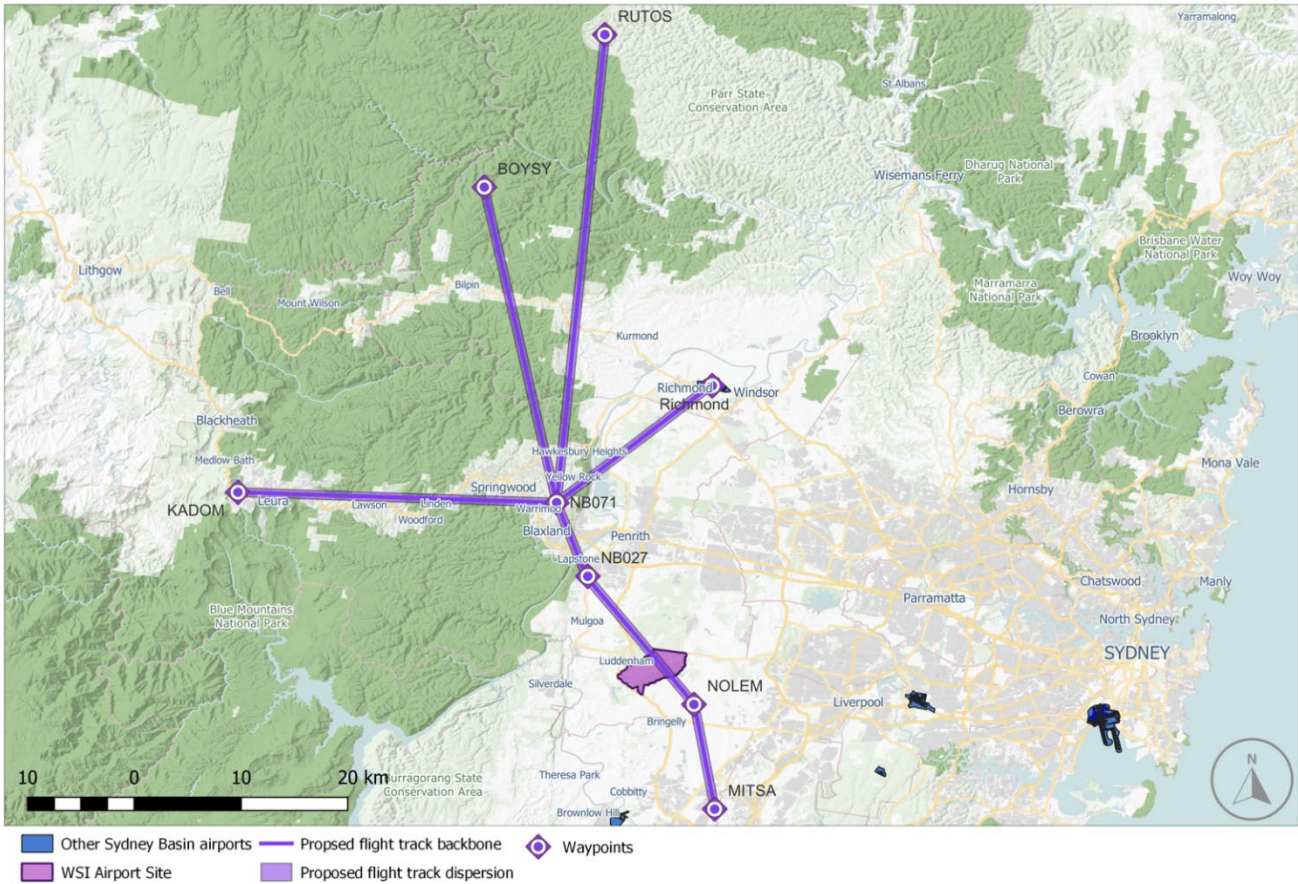 RUTOS
Yarramalong
St Albans
Parr State
Conservation Area
BOYSY
Dharug National
Park
Wisemans Ferry
Brisbane Water
National Park
Lithgow
Woy Woy
Bell
Bilpin
Marramarra
National Park
Mount Wilson
Kurmond
Brooklyn
Cowan
Richmond
Windsor
Richmond
Berowra
Blackheath
Hawkesbury Heights
Medlow Bath
Mona Vale
Yellow Rock
Springwood
Hornsby
Leura
Lawson
Linden
Warrimoo
NB071
KADOM
Woodford
Blaxland
Penrith
Lapstone
NB027
Chatswood
Manly
Parramatta
Blue Mountains
National Park
Mulgoa
North Sydney
SYDNEY
Luddenham
Silverdale
NOLEM
Liverpool
Bringelly
N
10 0 10 20 km
Theresa Park
Burragorang State
Conservation Area
Cobbitty
MITSA
Brownlow Hill
Other Sydney Basin airports
Propsed flight track backbone
Waypoints
WSI Airport Site
Proposed flight track dispersion